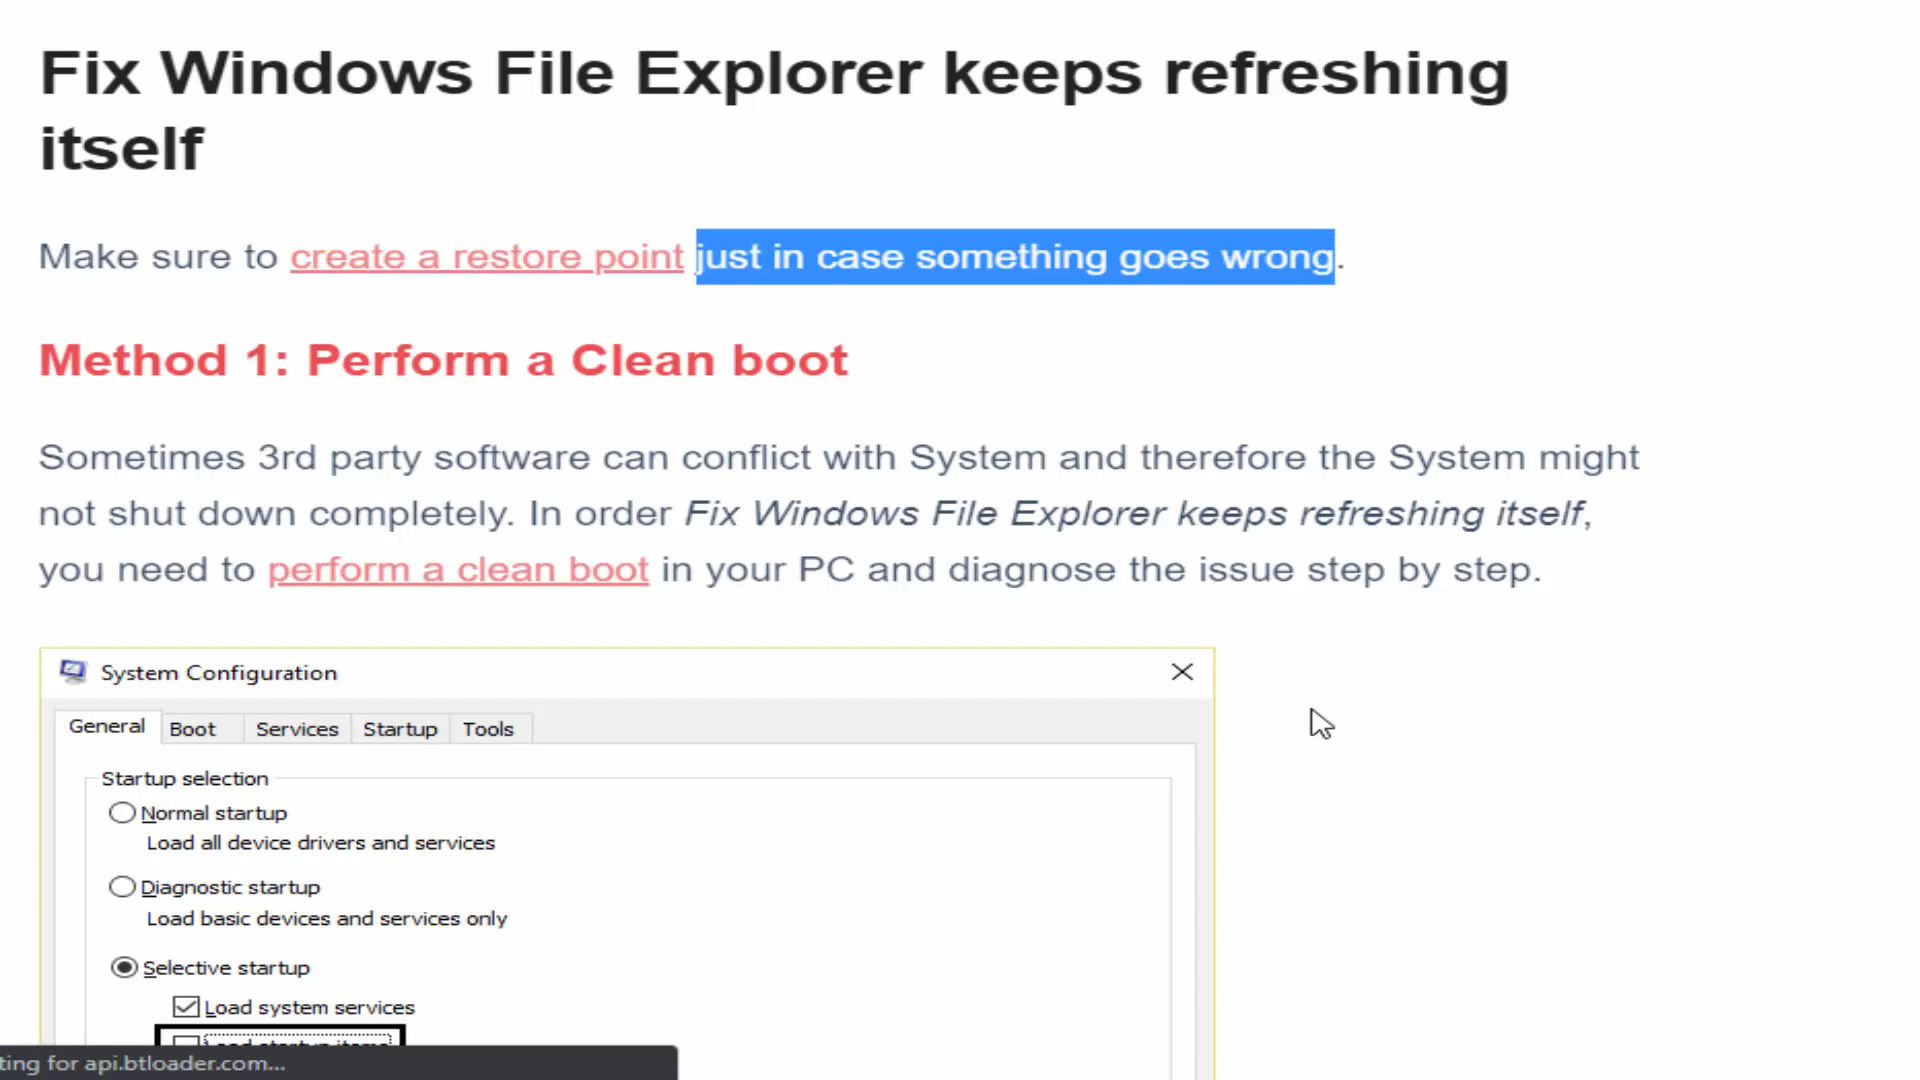 Fix Windows File Explorer keeps refreshing
itself
Make sure to create a restore point just in case something goes wrong.
Method 1: Perform a Clean boot
Sometimes 3rd party software can conflict with System and therefore the System might
not shut down completely. In order Fix Windows File Explorer keeps refreshing itself,
you need to perform a clean boot in your PC and diagnose the issue step by step.
System Configuration
General Boot Services Startup Tools
Startup selection
Normal startup
Load all device drivers and services
Diagnostic startup
Load basic devices and services only
Selective startup
Load system services
Load startup items
ting for api.btloader.com...